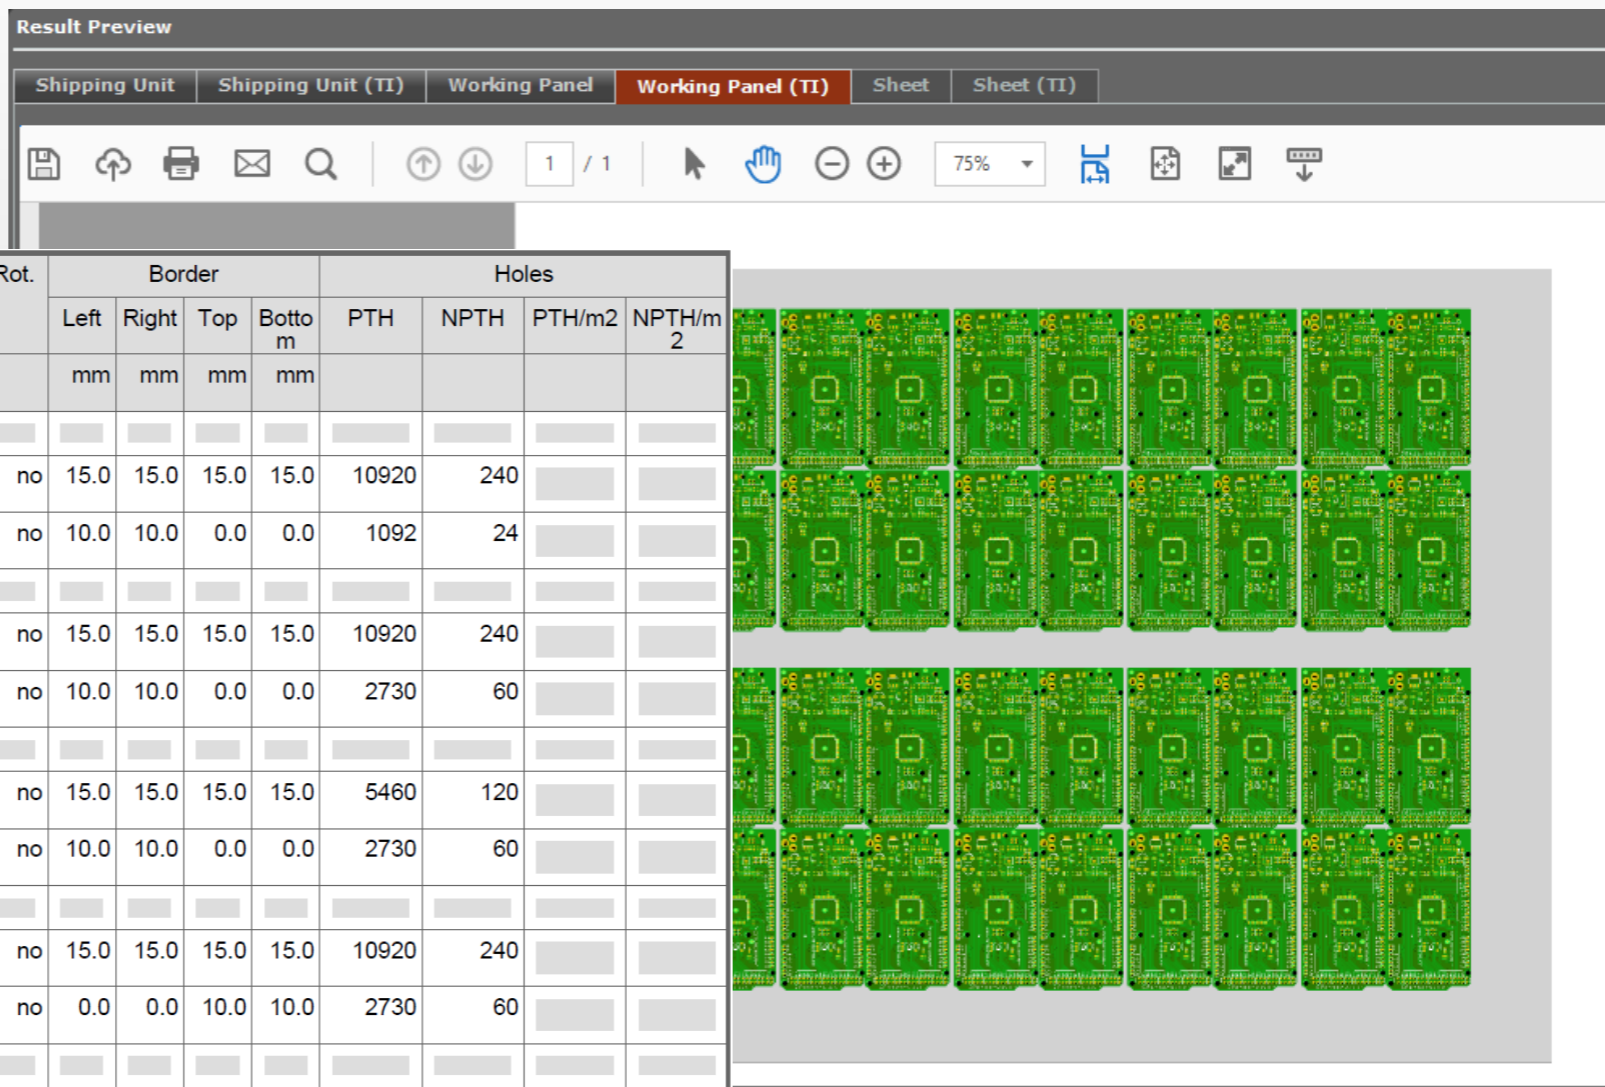 Result Preview
Shipping Unit Shipping Unit (TI) Working Panel Working Panel (TI) Sheet Sheet (TI)
1 / 1 75%
Rot. Border Holes
Left Right Top Botto PTH NPTH PTH/m2 NPTH/m
m 2
mm mm mm mm
no 15.0 15.0 15.0 15.0 10920 240
no 10.0 10.0 0.0 0.0 1092 24
no 15.0 15.0 15.0 15.0 10920 240
no 10.0 10.0 0.0 0.0 2730 60
no 15.0 15.0 15.0 15.0 5460 120
no 10.0 10.0 0.0 0.0 2730 60
no 15.0 15.0 15.0 15.0 10920 240
no 0.0 0.0 10.0 10.0 2730 60